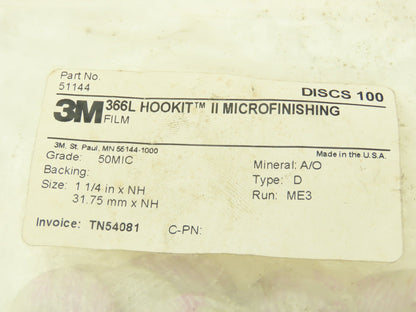 Part No.
51144
DISCS 100
3M 366L HOOKIT™ II MICROFINISHING
FILM
3M, St. Paul, MN 55144-1000
Made in the U.S.A.
Grade: 50MIC
Mineral: A/O
Backing:
Type: D
Size: 1 1/4 in x NH
Run: ME3
31.75 mm x NH
Invoice: TN54081
C-PN: